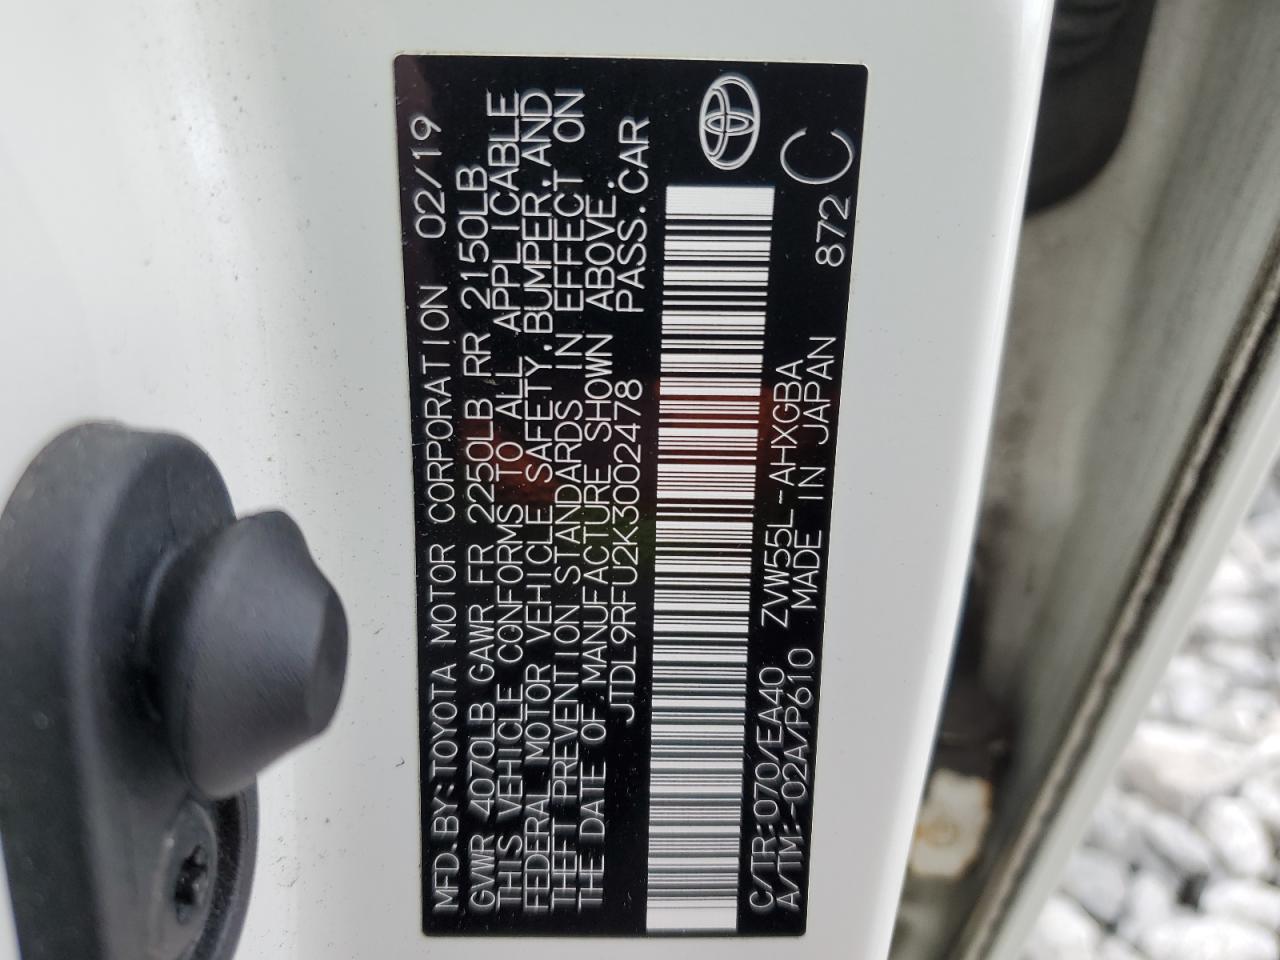 MFD.BY:TOYOTA MOTOR CORPORATION 02/19
GVWR 4070LB GAWR FR 2250LB RR 2150LB
THIS VEHICLE CONFORMS TO ALL APPLICABLE
FEDERAL MOTOR VEHICLE SAFETY,BUMPER,AND
THEFT PREVENTION STANDARDS IN EFFECT ON
THE DATE OF MANUFACTURE SHOWN ABOVE.
JTDL9RFU2K3002478 PASS.CAR
C/TR:070/EA40 ZVW55L-AHXGBA 872 C
A/TM:-02A/P610 MADE IN JAPAN